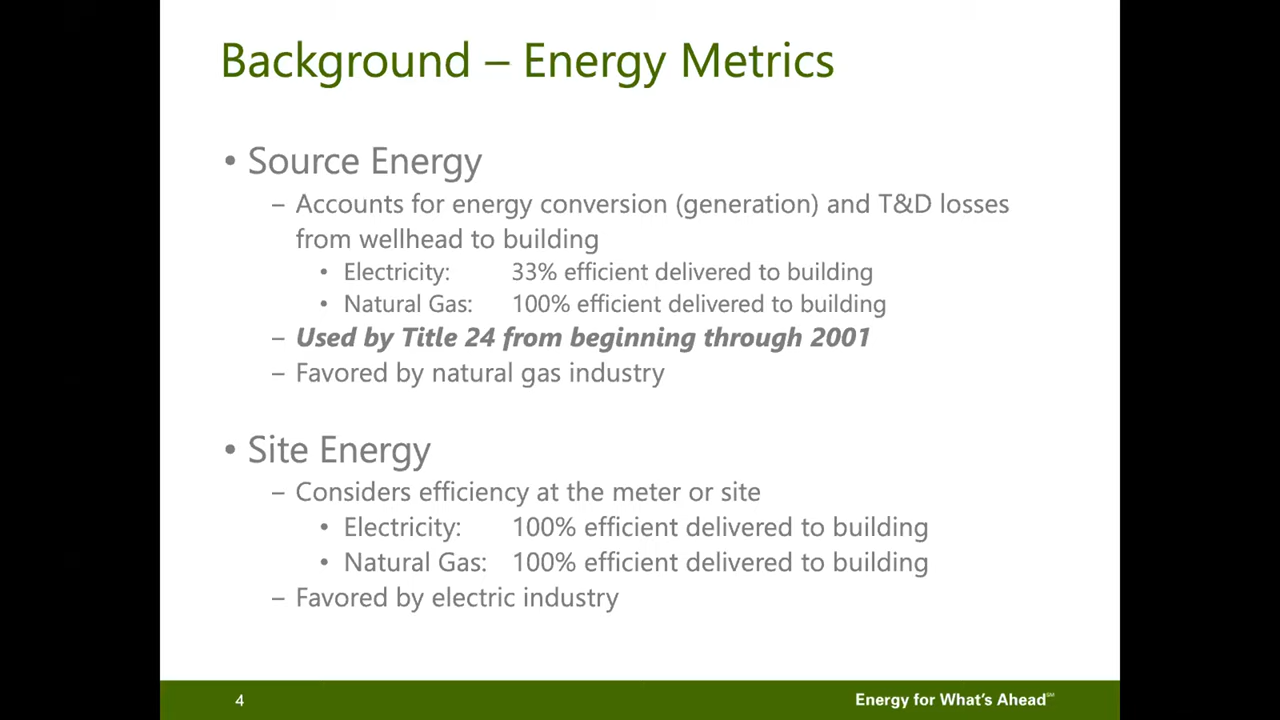 Background – Energy Metrics
• Source Energy
– Accounts for energy conversion (generation) and T&D losses
from wellhead to building
• Electricity: 33% efficient delivered to building
• Natural Gas: 100% efficient delivered to building
– Used by Title 24 from beginning through 2001
– Favored by natural gas industry
• Site Energy
– Considers efficiency at the meter or site
• Electricity: 100% efficient delivered to building
• Natural Gas: 100% efficient delivered to building
– Favored by electric industry
4 Energy for What's Ahead℠